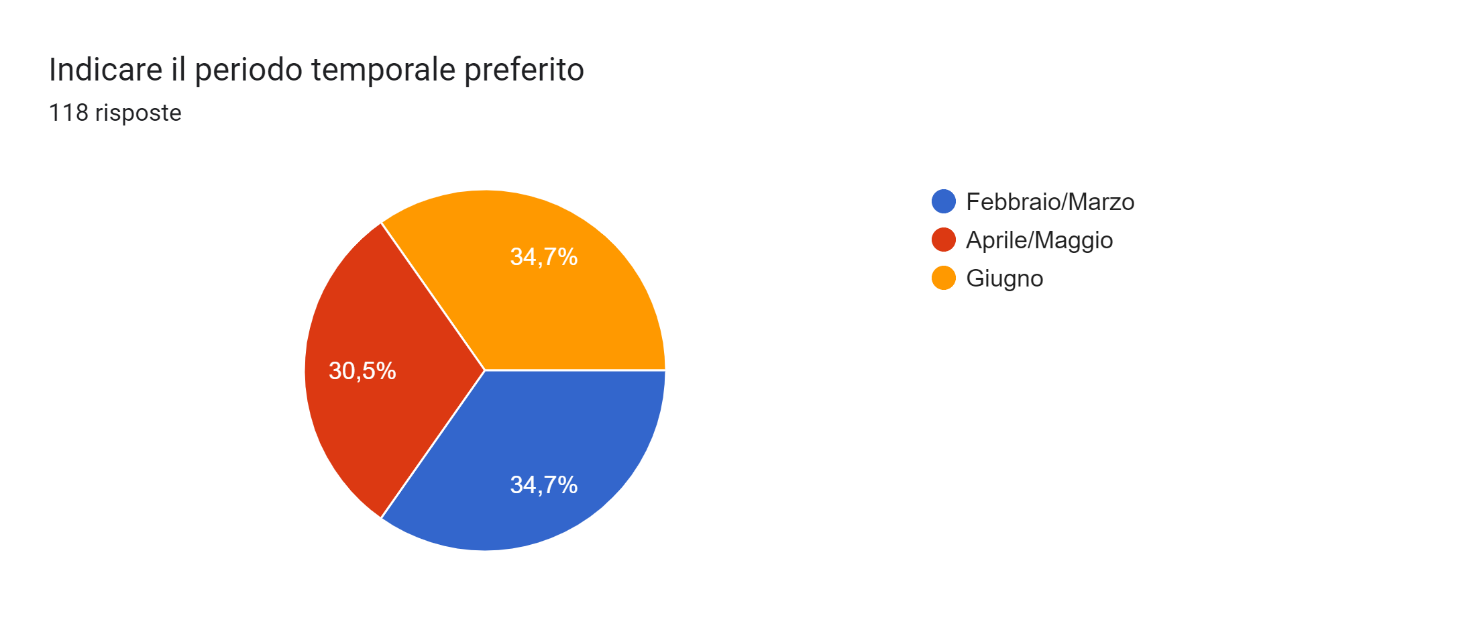 Indicare il periodo temporale preferito
118 risposte
34,7%
30,5%
34,7%
Febbraio/Marzo
Aprile/Maggio
Giugno